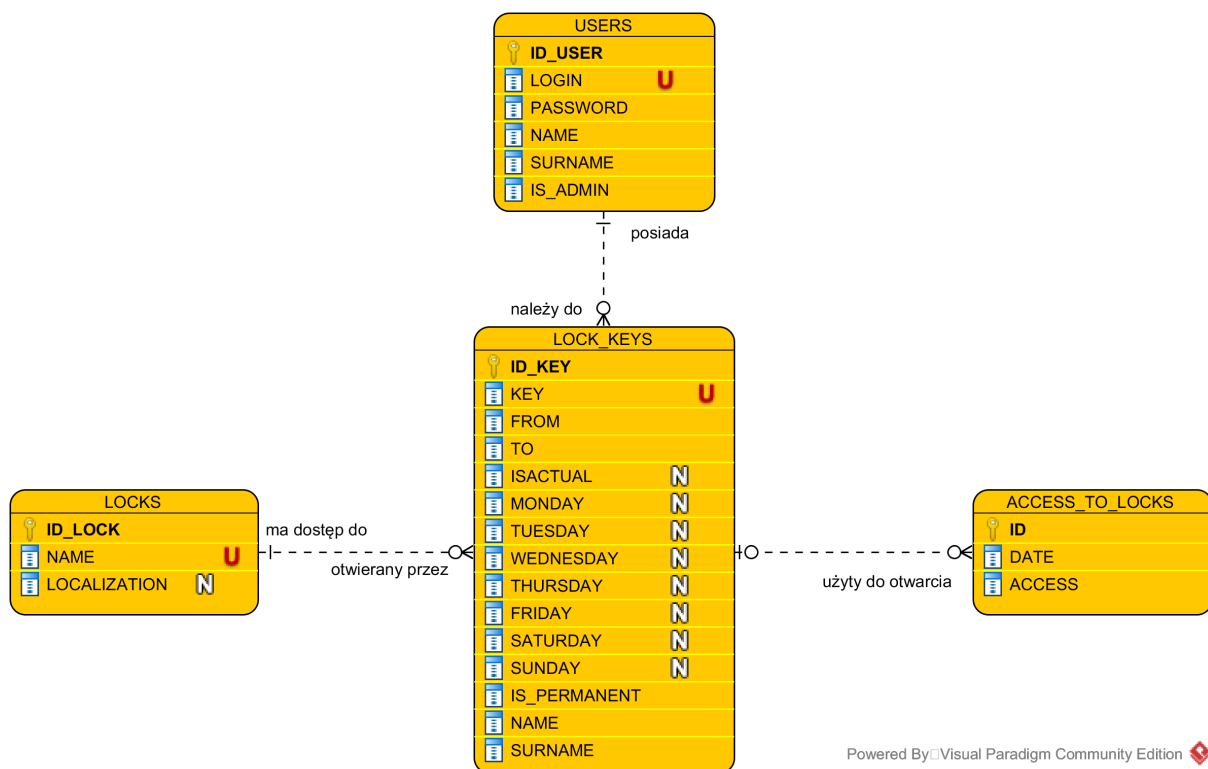 USERS
ID_USER
LOGIN U
PASSWORD
NAME
SURNAME
IS_ADMIN
posiada
należy do
LOCK_KEYS
ID_KEY
KEY U
FROM
TO
ISACTUAL N
MONDAY N
TUESDAY N
WEDNESDAY N
THURSDAY N
FRIDAY N
SATURDAY N
SUNDAY N
IS_PERMANENT
NAME
SURNAME
LOCKS
ID_LOCK
NAME U
LOCALIZATION N
ma dostęp do
otwierany przez
użyty do otwarcia
ACCESS_TO_LOCKS
ID
DATE
ACCESS
Powered By□Visual Paradigm Community Edition